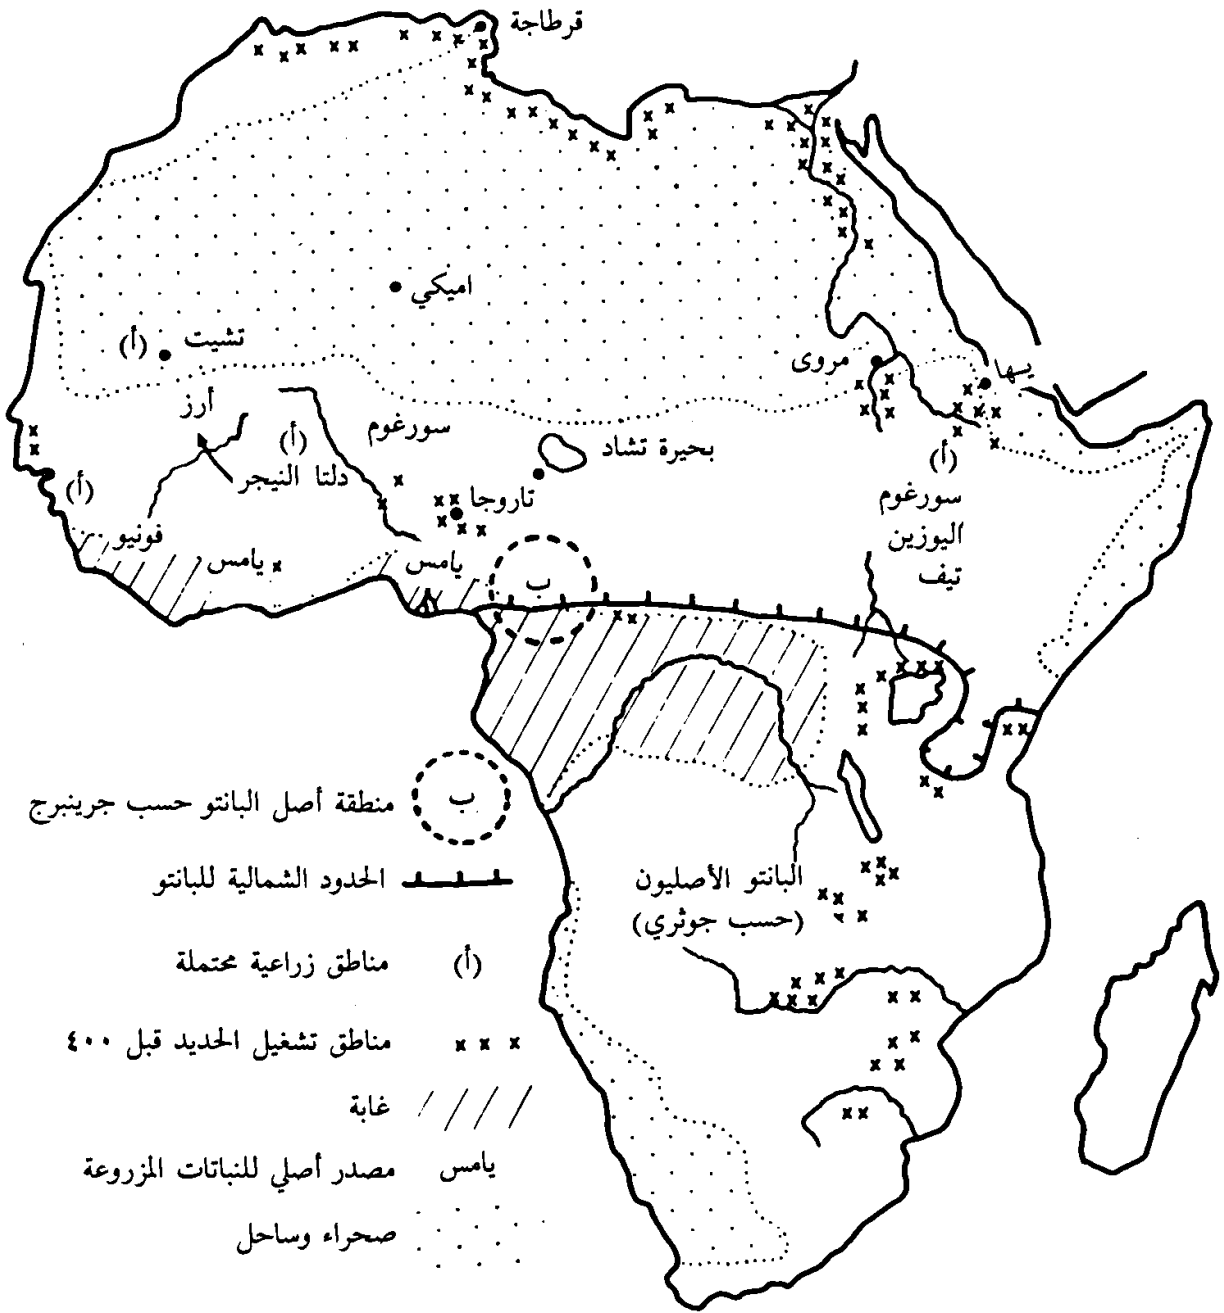 قرطاجة
اميكي
تشيت
(أ)
مروى
يها
أرز
(أ)
سورغوم
بحيرة تشاد
(أ)
(أ)
دلتا النيجر
تاروجا
سورغوم
اليوزين
تيف
فونيو
يامس
يامس
ب
ب
منطقة أصل البانتو حسب جرينبرج
الحدود الشمالية للبانتو
البانتو الأصليون
(حسب جوثري)
(أ)
مناطق زراعية محتملة
x x x
مناطق تشغيل الحديد قبل ٤٠٠
غابة
يامس
مصدر أصلي للنباتات المزروعة
صحراء وساحل